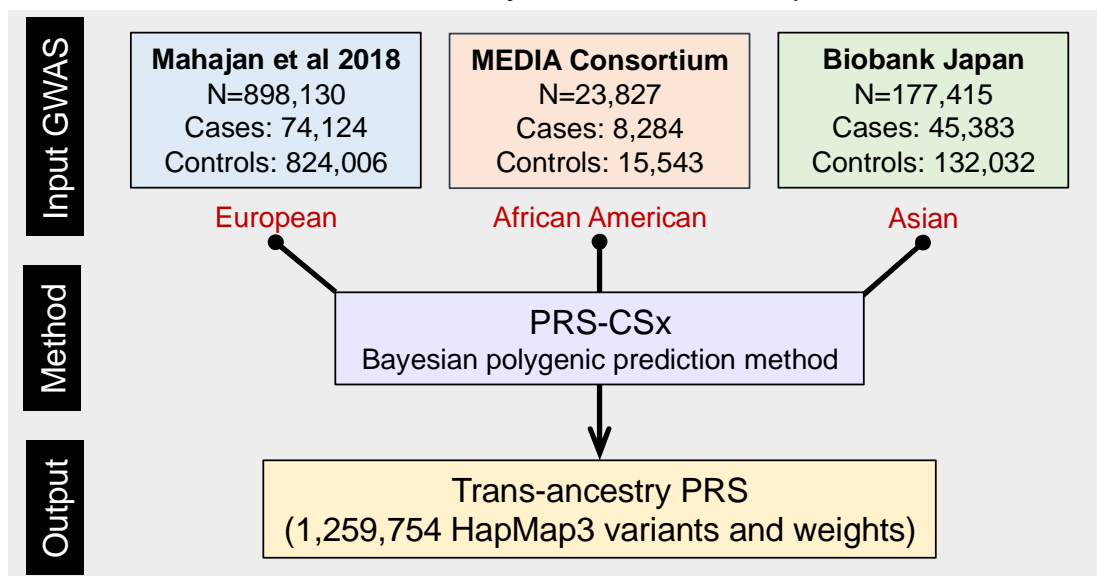 Input GWAS
Mahajan et al 2018
N=898,130
Cases: 74,124
Controls: 824,006
European
MEDIA Consortium
N=23,827
Cases: 8,284
Controls: 15,543
African American
Biobank Japan
N=177,415
Cases: 45,383
Controls: 132,032
Asian
Method
PRS-CSx
Bayesian polygenic prediction method
Output
Trans-ancestry PRS
(1,259,754 HapMap3 variants and weights)